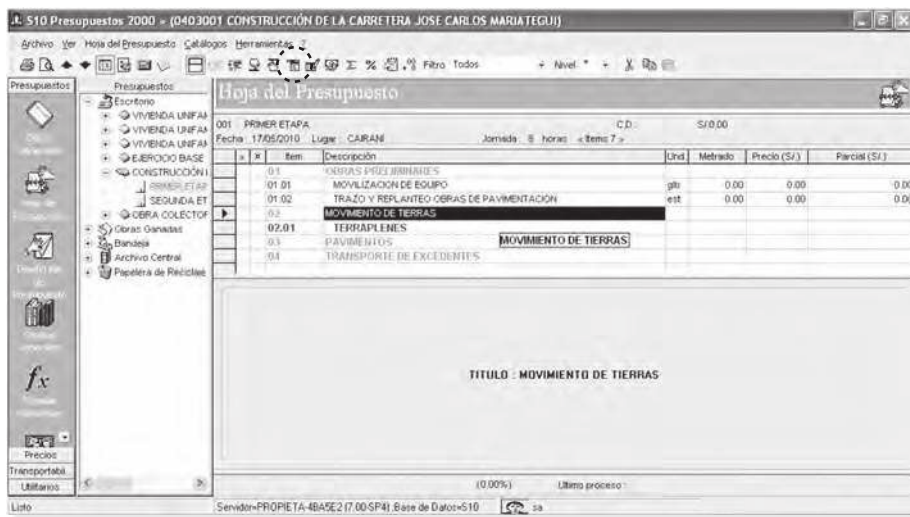 S10 Presupuestos 2000 - (0403001 CONSTRUCCIÓN DE LA CARRETERA JOSE CARLOS MARIATEGUI)
Archivo Ver Hoja del Presupuesto Catálogos Herramientas ?
Filtro Todos Nivel *
Presupuestos
Presupuestos
Escritorio
VIVIENDA UNIFAM
VIVIENDA UNIFAM
VIVIENDA UNIFAM
EJERCICIO BASE
CONSTRUCCIÓN
PRIMER ETAP
SEGUNDA ET
OBRA COLECTOR
Obras Ganadas
Bandeja
Archivo Central
Papelera de Reciclaje
fx
Precios
Transportabi
Utilitarios
Hoja del Presupuesto
001 PRIMER ETAPA C.D. S/0.00
Fecha 17/05/2010 Lugar: CAIRANI Jornada 8 horas < Items 7 >
Item Descripción Und. Metrado Precio (S/.) Parcial (S/.)
01 OBRAS PRELIMINARES
01.01 MOVILIZACION DE EQUIPO glb 0.00 0.00 0.00
01.02 TRAZO Y REPLANTEO OBRAS DE PAVIMENTACION est 0.00 0.00 0.00
02 MOVIMIENTO DE TIERRAS
02.01 TERRAPLENES
03 PAVIMENTOS
MOVIMIENTO DE TIERRAS
04 TRANSPORTE DE EXCEDENTES
TITULO : MOVIMIENTO DE TIERRAS
(0.00%) Ultimo proceso :
Listo Servidor=PROPIETA-4BA5E2 (7.00-SP4) ;Base de Datos=S10 sa